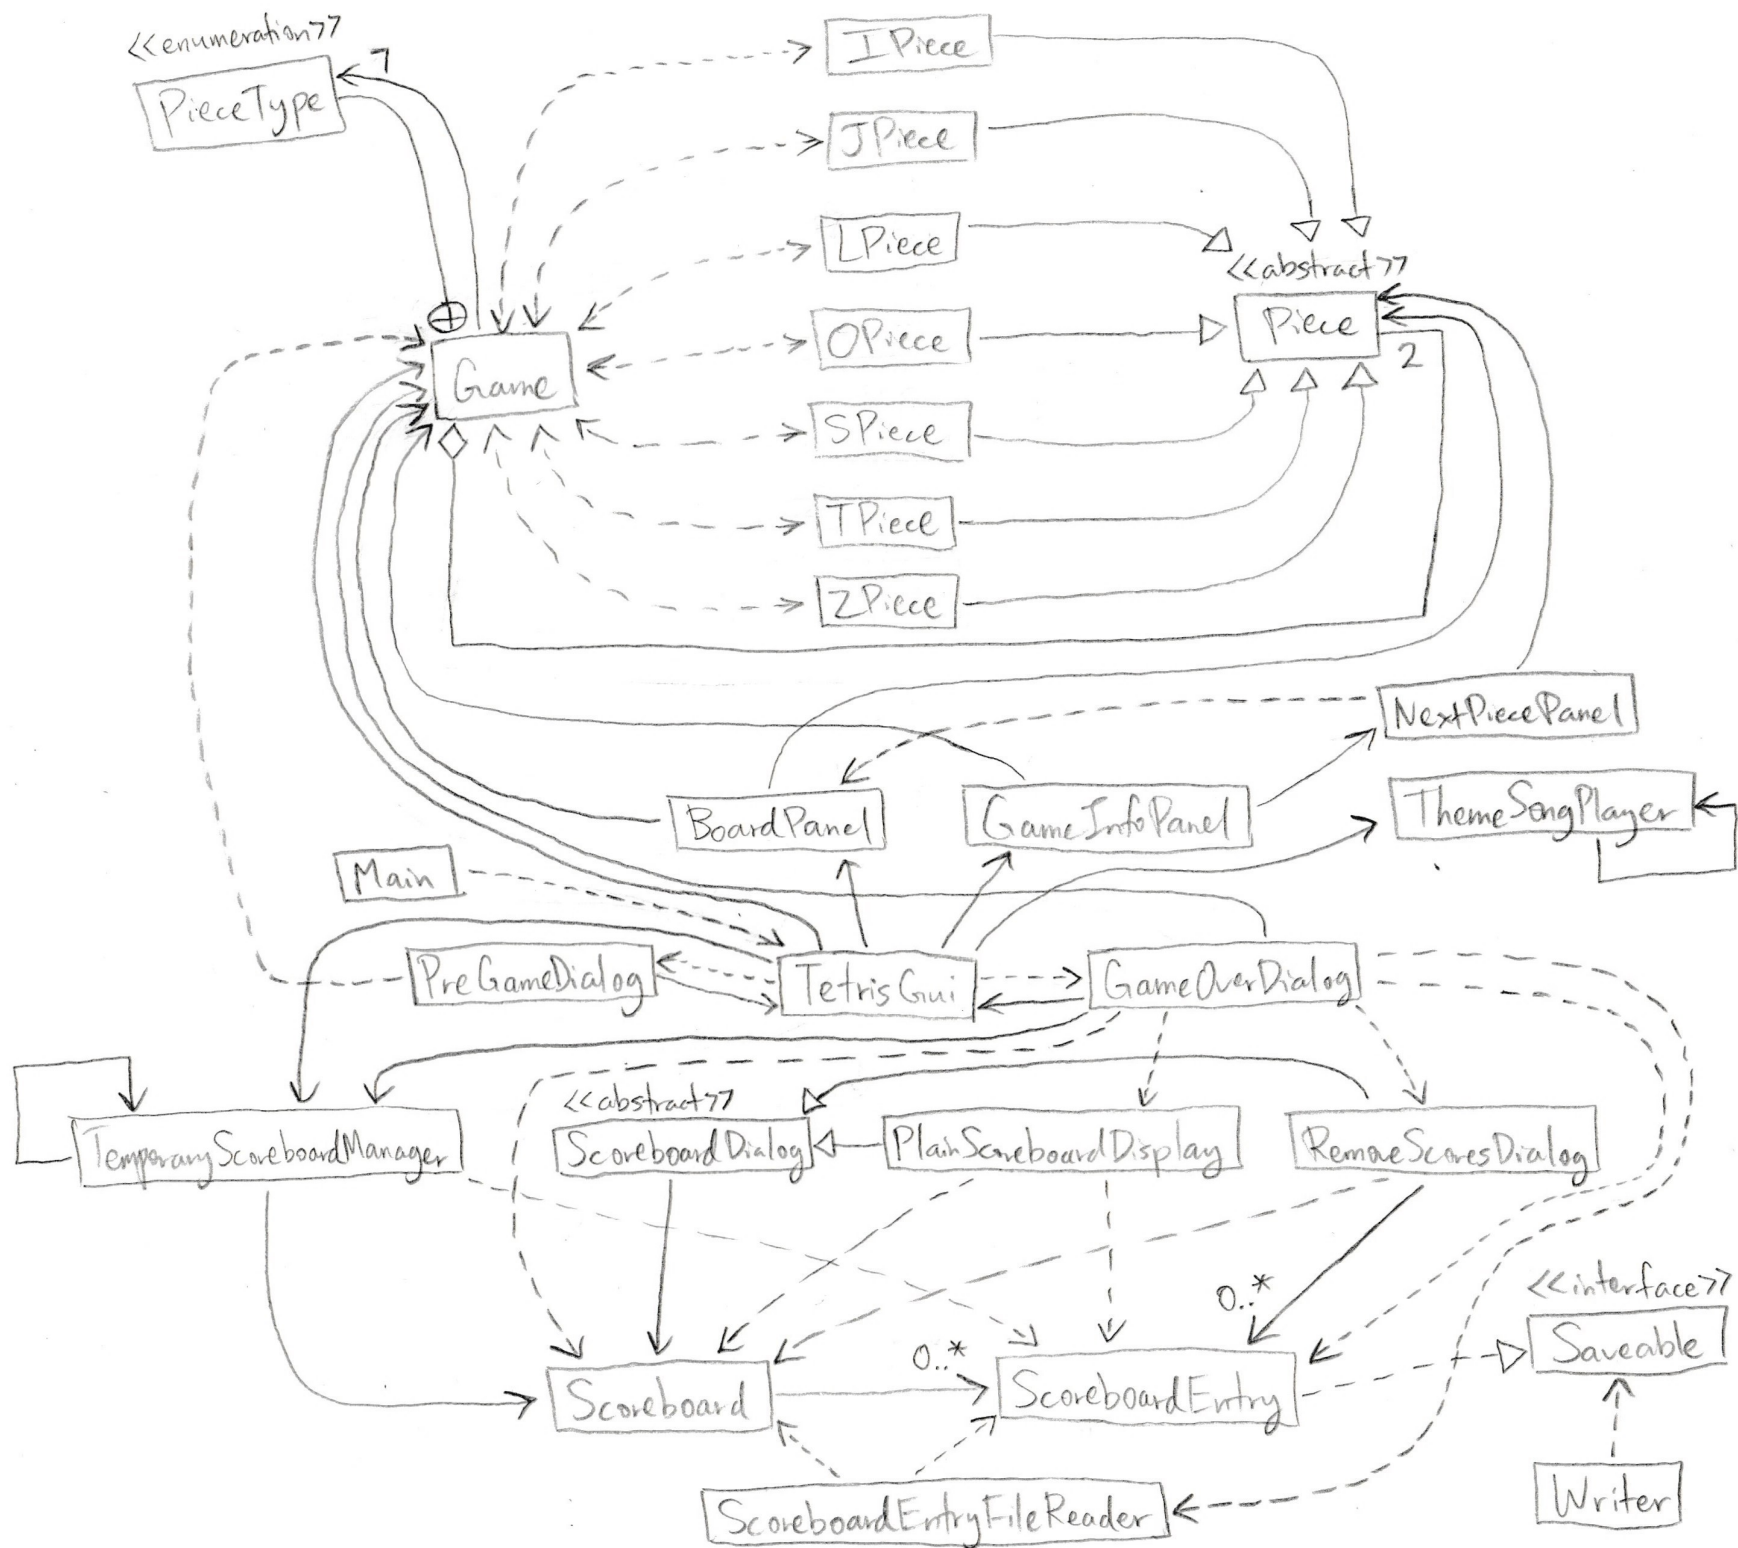 <<enumeration>>
7
PieceType
IPiece
JPiece
LPiece
<<abstract>>
Piece
2
OPiece
Game
SPiece
TPiece
ZPiece
NextPiecePanel
BoardPanel
GameInfoPanel
ThemeSongPlayer
Main
PreGameDialog
TetrisGui
GameOverDialog
<<abstract>>
TemporaryScoreboardManager
ScoreboardDialog
PlainScoreboardDisplay
RemoveScoresDialog
0..*
<<interface>>
Saveable
0..*
Scoreboard
ScoreboardEntry
ScoreboardEntryFileReader
Writer